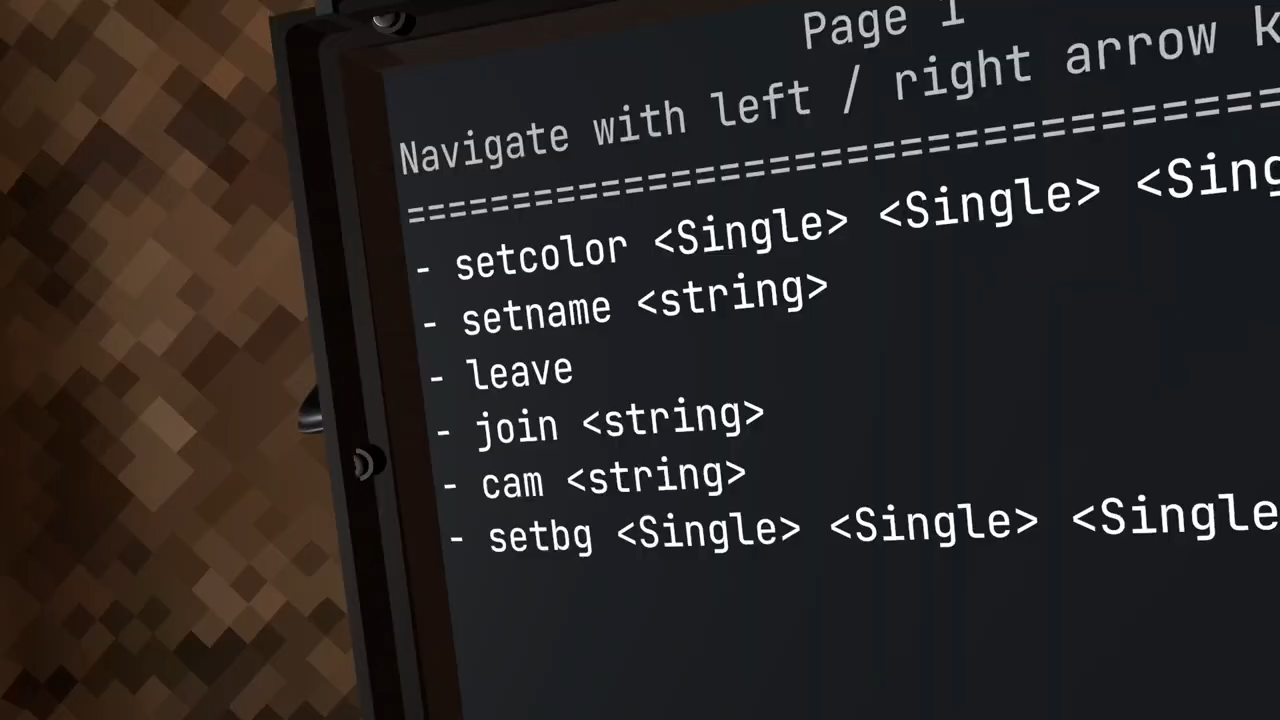 Page 1
Navigate with left / right arrow
==========================================
- setcolor <Single> <Single>
- setname <string>
- leave
- join <string>
- cam <string>
- setbg <Single> <Single> <Single